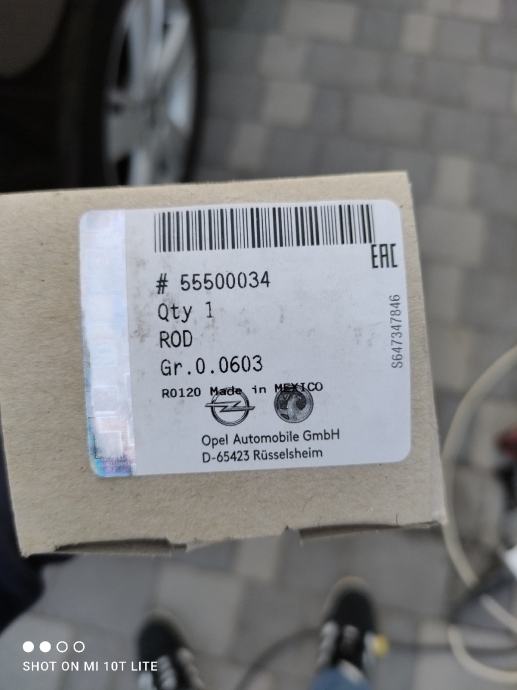 EAC
# 55500034
Qty 1
ROD
Gr.0.0603
S647347846
R0120 Made in MEXICO
Opel Automobile GmbH
D-65423 Rüsselsheim
SHOT ON MI 10T LITE